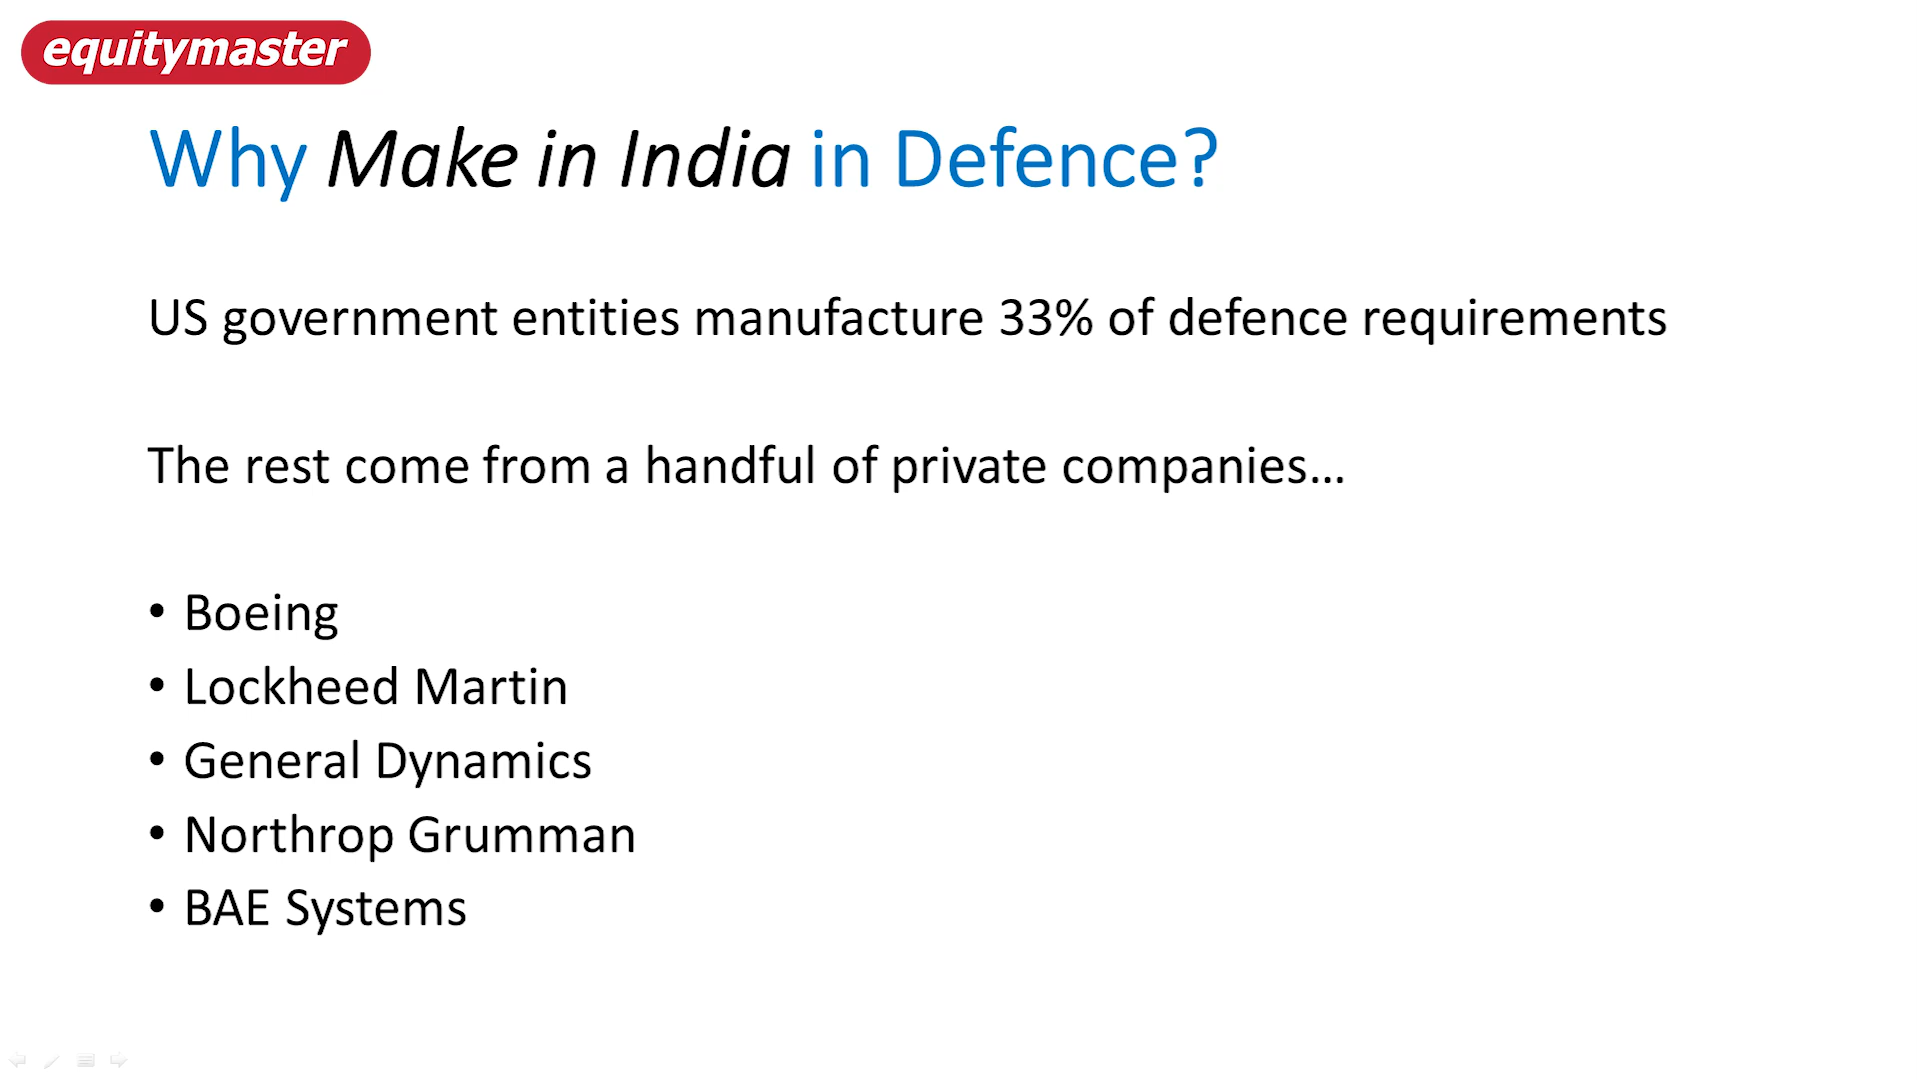 equitymaster
Why Make in India in Defence?
US government entities manufacture 33% of defence requirements
The rest come from a handful of private companies...
• Boeing
• Lockheed Martin
• General Dynamics
• Northrop Grumman
• BAE Systems